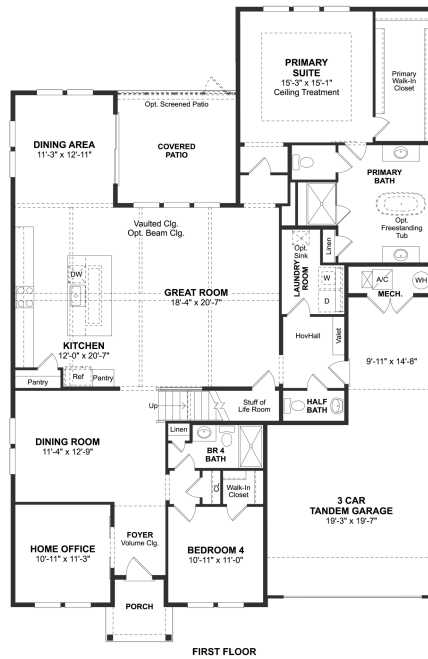 PRIMARY
SUITE
15'-3" x 15'-1"
Ceiling Treatment
Primary
Walk-In
Closet
Opt. Screened Patio
DINING AREA
11'-3" x 12'-11"
COVERED
PATIO
PRIMARY
BATH
Opt.
Freestanding
Tub
Vaulted Clg.
Opt. Beam Clg.
Linen
Opt.
Sink
LAUNDRY
ROOM
W
D
DW
A/C
WH
MECH.
GREAT ROOM
18'-4" x 20'-7"
HovHall
Valet
KITCHEN
12'-0" x 20'-7"
9'-11" x 14'-8"
Ref
Pantry
Pantry
Up
Stuff of
Life Room
HALF
BATH
DINING ROOM
11'-4" x 12'-9"
Linen
BR 4
BATH
CL
Walk-In
Closet
3 CAR
TANDEM GARAGE
19'-3" x 19'-7"
HOME OFFICE
10'-11" x 11'-3"
FOYER
Volume Clg.
BEDROOM 4
10'-11" x 11'-0"
PORCH
FIRST FLOOR